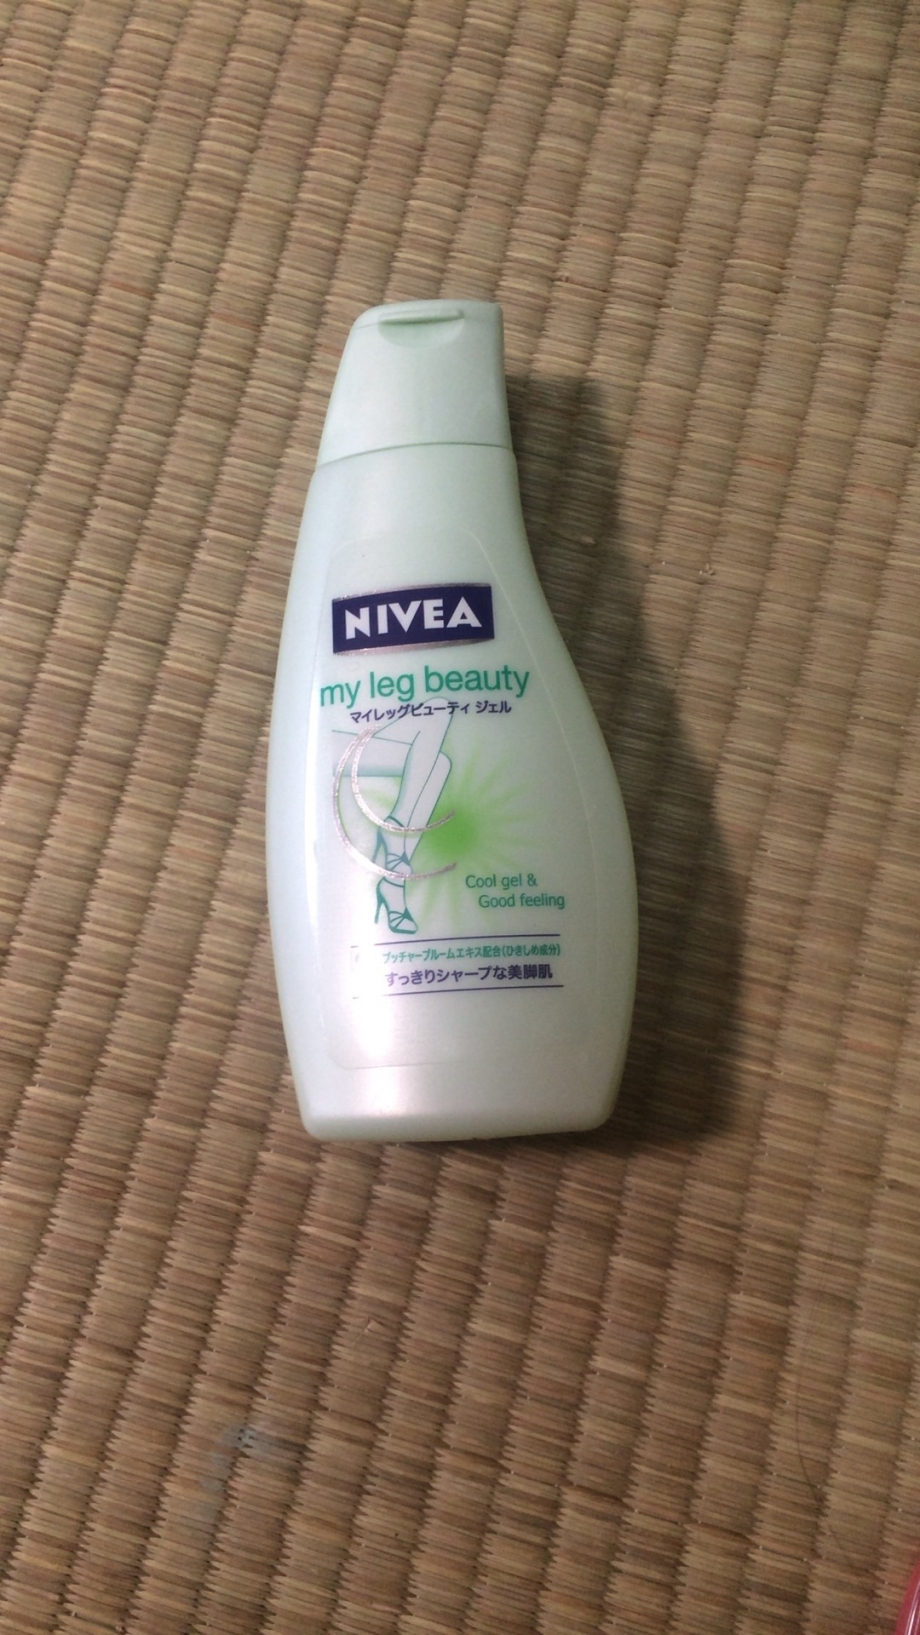 NIVEA
my leg beauty
マイレッグビューティ ジェル
Cool gel &
Good feeling
ブッチャーブルームエキス配合(ひきしめ成分)
すっきりシャープな美脚肌